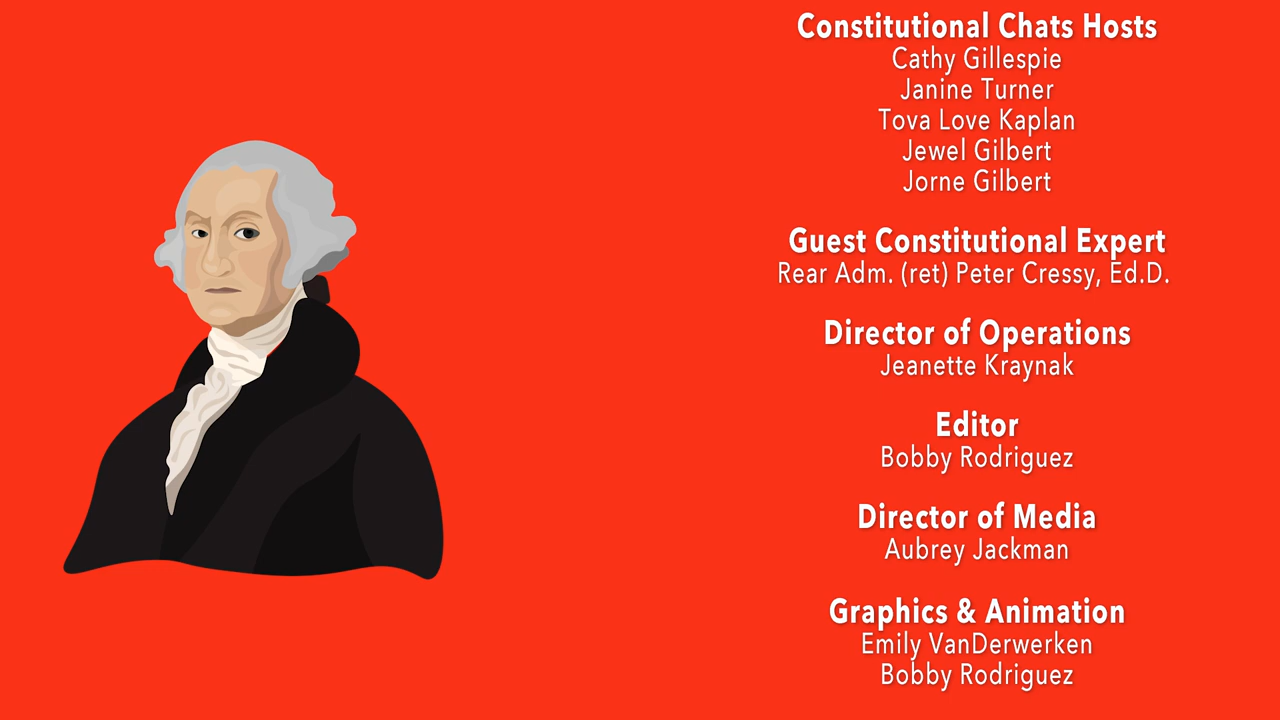 Constitutional Chats Hosts
Cathy Gillespie
Janine Turner
Tova Love Kaplan
Jewel Gilbert
Jorne Gilbert
Guest Constitutional Expert
Rear Adm. (ret) Peter Cressy, Ed.D.
Director of Operations
Jeanette Kraynak
Editor
Bobby Rodriguez
Director of Media
Aubrey Jackman
Graphics & Animation
Emily VanDerwerken
Bobby Rodriguez